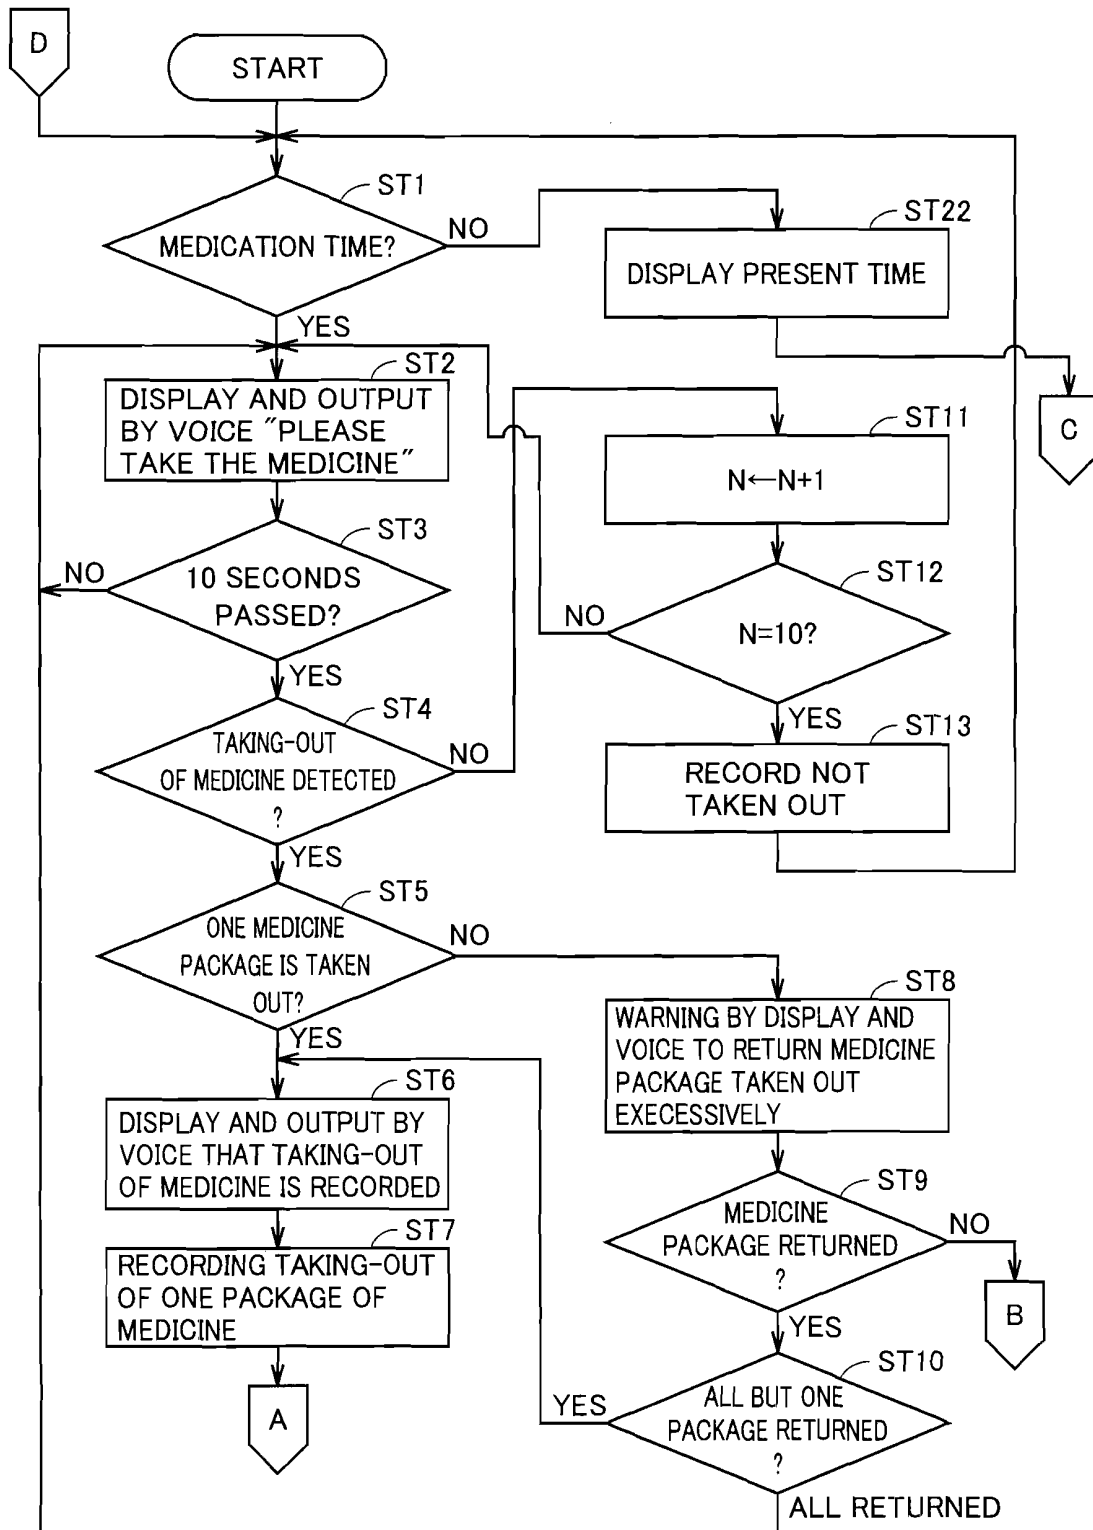 D
START
ST1
MEDICATION TIME?
NO
YES
ST22
DISPLAY PRESENT TIME
C
ST2
DISPLAY AND OUTPUT
BY VOICE "PLEASE
TAKE THE MEDICINE"
ST11
N←N+1
ST3
10 SECONDS
PASSED?
NO
YES
ST12
N=10?
NO
YES
ST4
TAKING-OUT
OF MEDICINE DETECTED
?
NO
YES
ST13
RECORD NOT
TAKEN OUT
ST5
ONE MEDICINE
PACKAGE IS TAKEN
OUT?
NO
YES
ST8
WARNING BY DISPLAY AND
VOICE TO RETURN MEDICINE
PACKAGE TAKEN OUT
EXECESSIVELY
ST6
DISPLAY AND OUTPUT BY
VOICE THAT TAKING-OUT
OF MEDICINE IS RECORDED
ST9
MEDICINE
PACKAGE RETURNED
?
NO
YES
B
ST7
RECORDING TAKING-OUT
OF ONE PACKAGE OF
MEDICINE
A
ST10
ALL BUT ONE
PACKAGE RETURNED
?
YES
ALL RETURNED